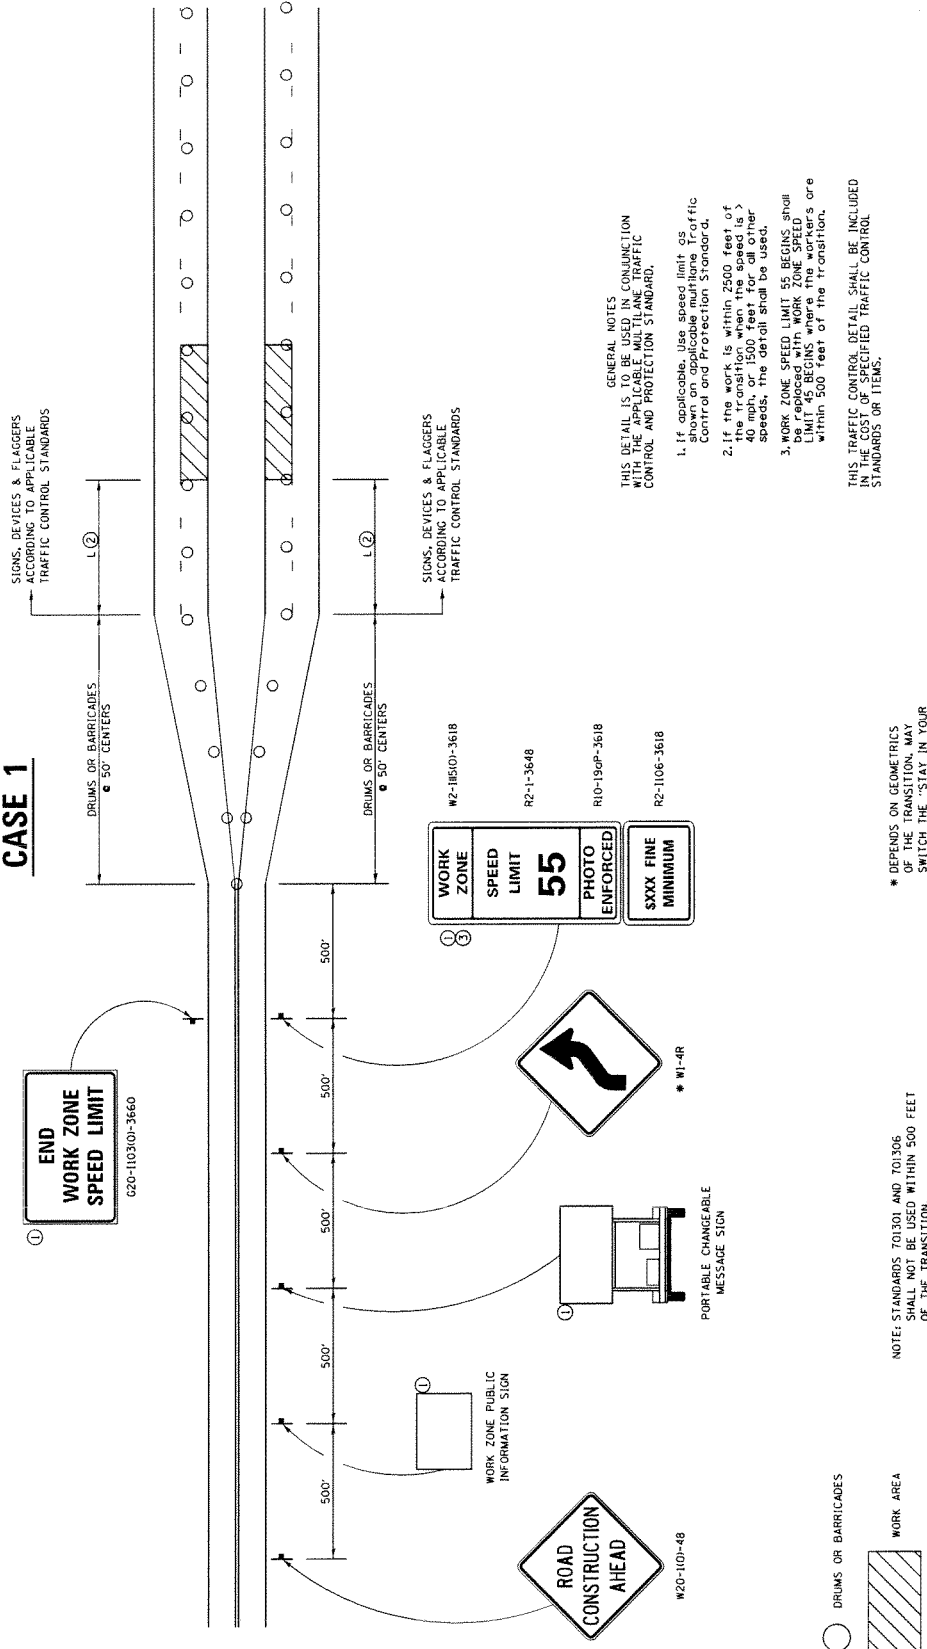 CASE 1
SIGNS, DEVICES & FLAGGERS
ACCORDING TO APPLICABLE
TRAFFIC CONTROL STANDARDS
DRUMS OR BARRICADES
@ 50' CENTERS
L ②
END
WORK ZONE
SPEED LIMIT
①
G20-I103(O)-3660
500'
500'
500'
500'
500'
DRUMS OR BARRICADES
@ 50' CENTERS
L ②
SIGNS, DEVICES & FLAGGERS
ACCORDING TO APPLICABLE
TRAFFIC CONTROL STANDARDS
ROAD
CONSTRUCTION
AHEAD
W20-1(O)-48
①
WORK ZONE PUBLIC
INFORMATION SIGN
①
PORTABLE CHANGEABLE
MESSAGE SIGN
* W1-4R
①
③
WORK
ZONE
SPEED
LIMIT
55
PHOTO
ENFORCED
$XXX FINE
MINIMUM
W2-I115(O)-3618
R2-1-3648
R10-I90P-3618
R2-I106-3618
GENERAL NOTES
THIS DETAIL IS TO BE USED IN CONJUNCTION
WITH THE APPLICABLE MULTILANE TRAFFIC
CONTROL AND PROTECTION STANDARD.
1. If applicable. Use speed limit as
shown on applicable multilane Traffic
Control and Protection Standard.
2. If the work is within 2500 feet of
the transition when the speed is >
40 mph, or 1500 feet for all other
speeds, the detail shall be used.
3. WORK ZONE SPEED LIMIT 55 BEGINS shall
be replaced with WORK ZONE SPEED
LIMIT 45 BEGINS where the workers are
within 500 feet of the transition.
THIS TRAFFIC CONTROL DETAIL SHALL BE INCLUDED
IN THE COST OF SPECIFIED TRAFFIC CONTROL
STANDARDS OR ITEMS.
DRUMS OR BARRICADES
WORK AREA
NOTE: STANDARDS 701301 AND 701306
SHALL NOT BE USED WITHIN 500 FEET
OF THE TRANSITION
* DEPENDS ON GEOMETRICS
OF THE TRANSITION, MAY
SWITCH THE "STAY IN YOUR